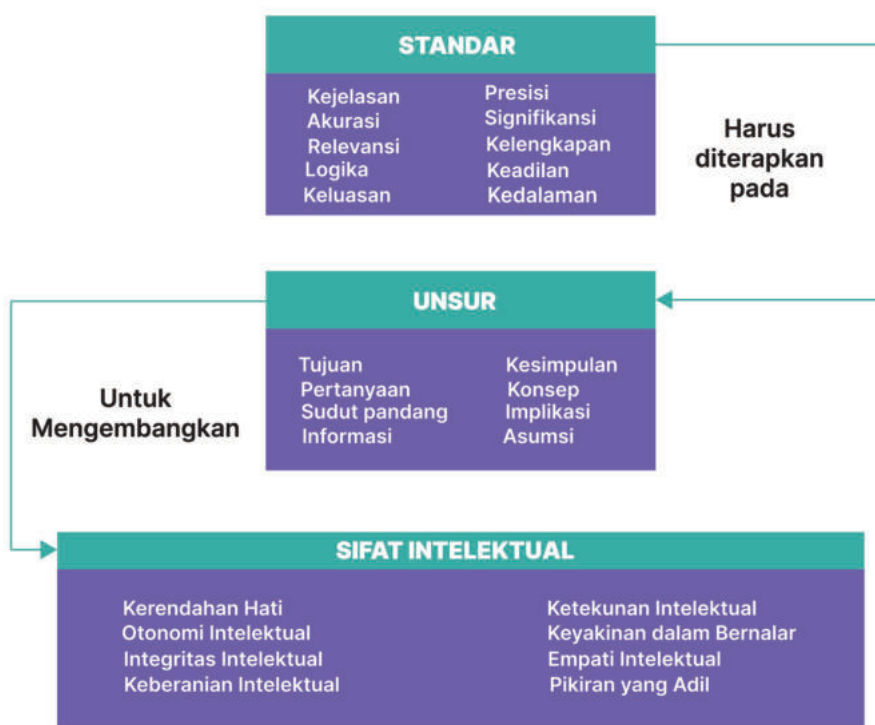 STANDAR
Kejelasan
Akurasi
Relevansi
Logika
Keluasan
Presisi
Signifikansi
Kelengkapan
Keadilan
Kedalaman
Harus
diterapkan
pada
UNSUR
Tujuan
Pertanyaan
Sudut pandang
Informasi
Kesimpulan
Konsep
Implikasi
Asumsi
Untuk
Mengembangkan
SIFAT INTELEKTUAL
Kerendahan Hati
Otonomi Intelektual
Integritas Intelektual
Keberanian Intelektual
Ketekunan Intelektual
Keyakinan dalam Bernalar
Empati Intelektual
Pikiran yang Adil